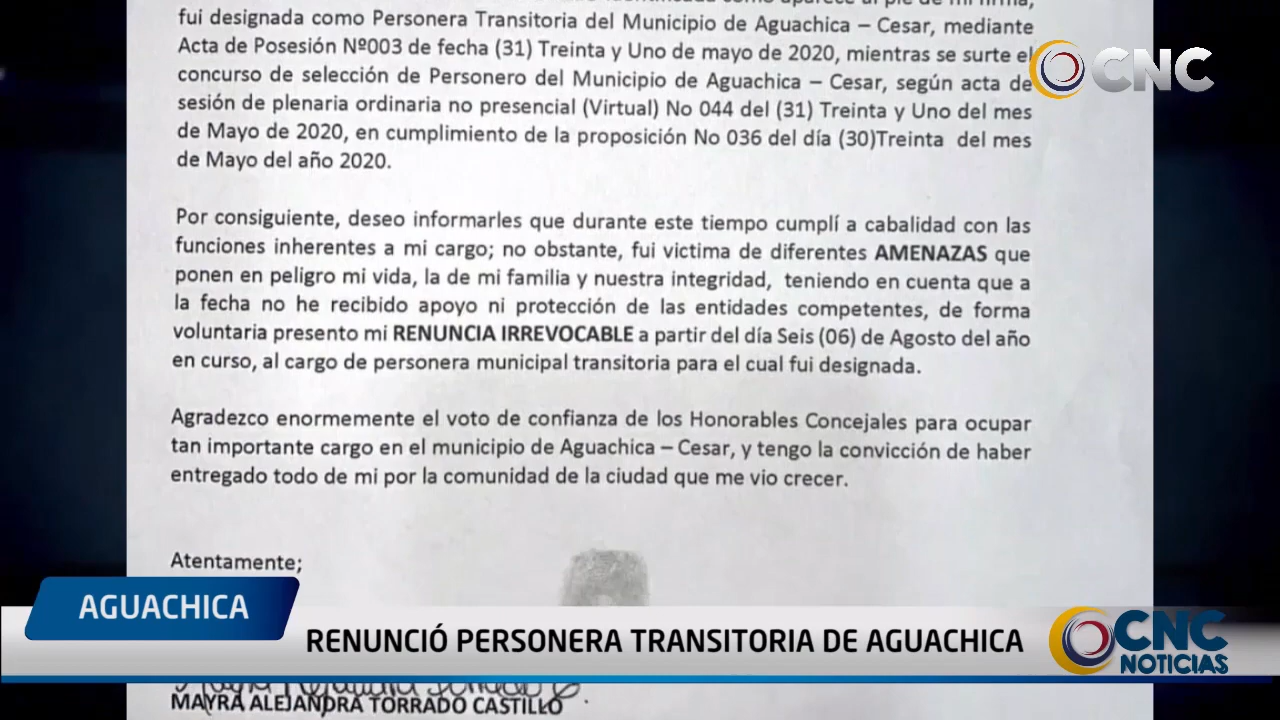 fui designada como Personera Transitoria del Municipio de Aguachica – Cesar, mediante
Acta de Posesión Nº003 de fecha (31) Treinta y Uno de mayo de 2020, mientras se surte el
concurso de selección de Personero del Municipio de Aguachica – Cesar, según acta de
sesión de plenaria ordinaria no presencial (Virtual) No 044 del (31) Treinta y Uno del mes
de Mayo de 2020, en cumplimiento de la proposición No 036 del día (30)Treinta del mes
de Mayo del año 2020.
Por consiguiente, deseo informarles que durante este tiempo cumplí a cabalidad con las
funciones inherentes a mi cargo; no obstante, fui victima de diferentes AMENAZAS que
ponen en peligro mi vida, la de mi familia y nuestra integridad, teniendo en cuenta que a
la fecha no he recibido apoyo ni protección de las entidades competentes, de forma
voluntaria presento mi RENUNCIA IRREVOCABLE a partir del día Seis (06) de Agosto del año
en curso, al cargo de personera municipal transitoria para el cual fui designada.
Agradezco enormemente el voto de confianza de los Honorables Concejales para ocupar
tan importante cargo en el municipio de Aguachica – Cesar, y tengo la convicción de haber
entregado todo de mi por la comunidad de la ciudad que me vio crecer.
Atentamente;
MAYRA ALEJANDRA TORRADO CASTILLO
CNC
AGUACHICA
RENUNCIÓ PERSONERA TRANSITORIA DE AGUACHICA
CNC
NOTICIAS